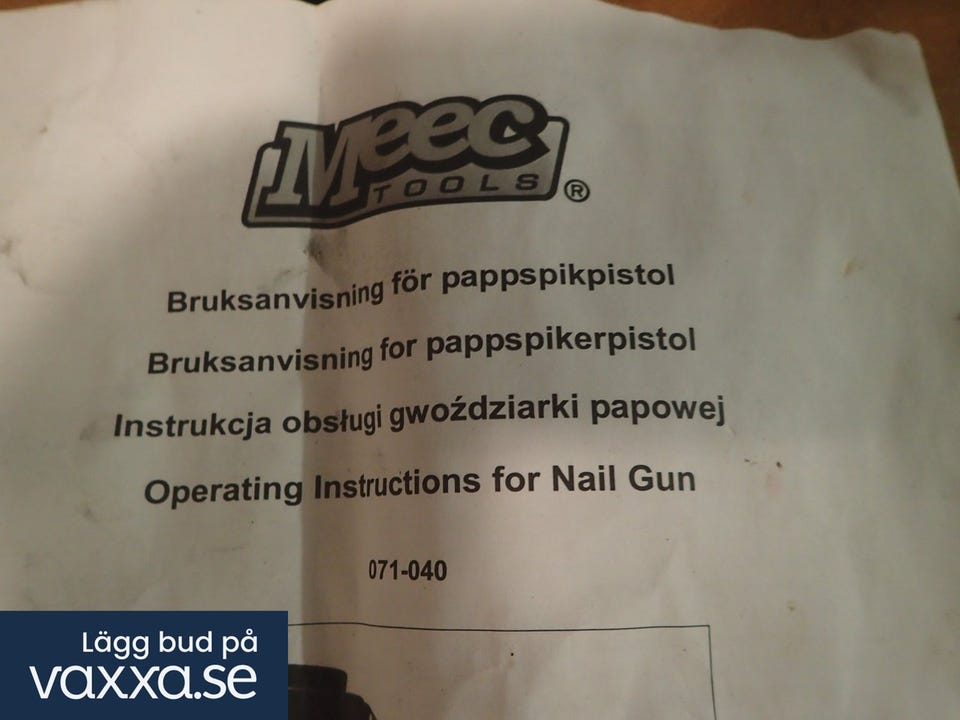 Meec
TOOLS ®
Bruksanvisning för pappspikpistol
Bruksanvisning for pappspikerpistol
Instrukcja obsługi gwoździarki papowej
Operating Instructions for Nail Gun
071-040
Lägg bud på
vaxxa.se